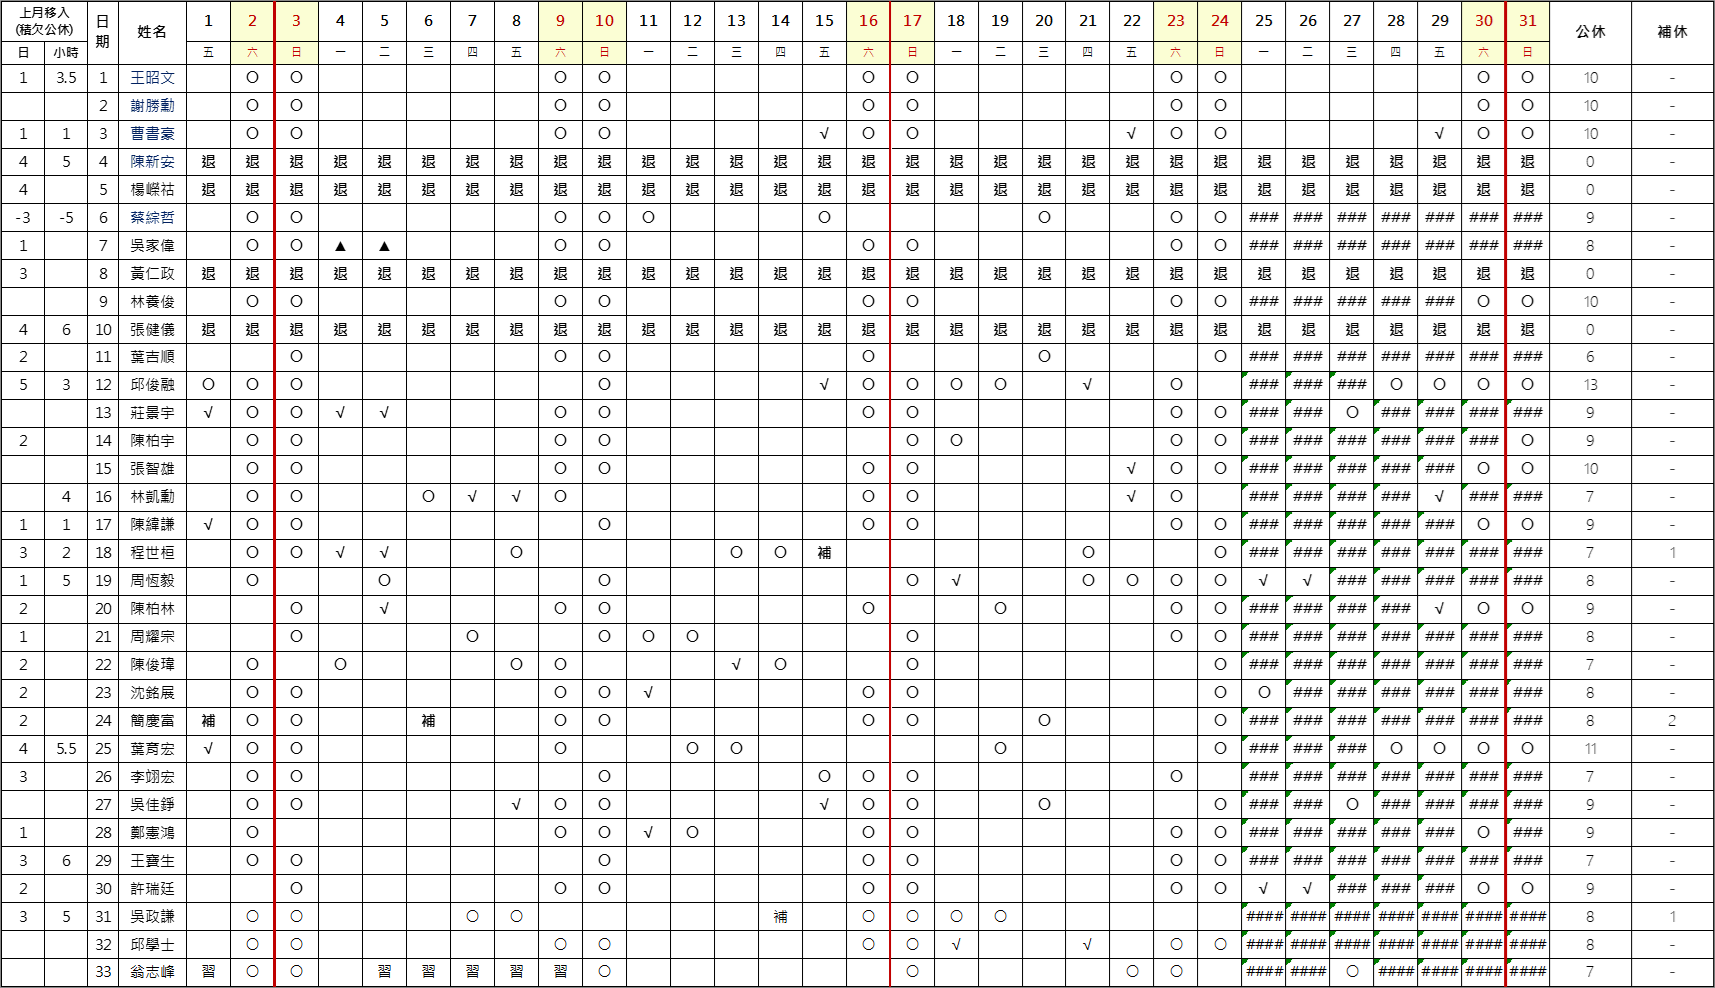 上月移入
(積欠公休) 日期 姓名 1 2 3 4 5 6 7 8 9 10 11 12 13 14 15 16 17 18 19 20 21 22 23 24 25 26 27 28 29 30 31 公休 補休
日 小時 五 六 日 一 二 三 四 五 六 日 一 二 三 四 五 六 日 一 二 三 四 五 六 日 一 二 三 四 五 六 日
1 3.5 1 王昭文 O O O O O O O O O O 10 -
2 謝勝勳 O O O O O O O O O O 10 -
1 1 3 曹書豪 O O O O √ O O √ O O √ O O 10 -
4 5 4 陳新安 退 退 退 退 退 退 退 退 退 退 退 退 退 退 退 退 退 退 退 退 退 退 退 退 退 退 退 退 退 退 退 0 -
4 5 楊嶸祜 退 退 退 退 退 退 退 退 退 退 退 退 退 退 退 退 退 退 退 退 退 退 退 退 退 退 退 退 退 退 退 0 -
-3 -5 6 蔡綜哲 O O O O O O O O O ### ### ### ### ### ### ### 9 -
1 7 吳家偉 O O ▲ ▲ O O O O O O ### ### ### ### ### ### ### 8 -
3 8 黃仁政 退 退 退 退 退 退 退 退 退 退 退 退 退 退 退 退 退 退 退 退 退 退 退 退 退 退 退 退 退 退 退 0 -
9 林養俊 O O O O O O O O ### ### ### ### ### O O 10 -
4 6 10 張健儀 退 退 退 退 退 退 退 退 退 退 退 退 退 退 退 退 退 退 退 退 退 退 退 退 退 退 退 退 退 退 退 0 -
2 11 葉吉順 O O O O O O ### ### ### ### ### ### ### 6 -
5 3 12 邱俊融 O O O O √ O O O O √ O ### ### ### O O O O 13 -
13 莊景宇 √ O O √ √ O O O O O O ### ### O ### ### ### ### 9 -
2 14 陳柏宇 O O O O O O O O ### ### ### ### ### ### O 9 -
15 張智雄 O O O O O O √ O O ### ### ### ### ### O O 10 -
4 16 林凱勳 O O O √ √ O O O √ O ### ### ### ### √ ### ### 7 -
1 1 17 陳緯謙 √ O O O O O O O ### ### ### ### ### O O 9 -
3 2 18 程世桓 O O √ √ O O O 補 O O ### ### ### ### ### ### ### 7 1
1 5 19 周恆毅 O O O O √ O O O O √ √ ### ### ### ### ### 8 -
2 20 陳柏林 O √ O O O O O O ### ### ### ### √ O O 9 -
1 21 周耀宗 O O O O O O O O ### ### ### ### ### ### ### 8 -
2 22 陳俊瑋 O O O O √ O O O ### ### ### ### ### ### ### 7 -
2 23 沈銘展 O O O O √ O O O O ### ### ### ### ### ### 8 -
2 24 簡慶富 補 O O 補 O O O O O O ### ### ### ### ### ### ### 8 2
4 5.5 25 葉育宏 √ O O O O O O O ### ### ### O O O O 11 -
3 26 李翊宏 O O O O O O O ### ### ### ### ### ### ### 7 -
27 吳佳錚 O O √ O O √ O O O O ### ### O ### ### ### ### 9 -
1 28 鄭憲鴻 O O O √ O O O O O ### ### ### ### ### O ### 9 -
3 6 29 王寶生 O O O O O O O ### ### ### ### ### ### ### 7 -
2 30 許瑞廷 O O O O O O O √ √ ### ### ### O O 9 -
3 5 31 吳政謙 O O O O 補 O O O O #### #### #### #### #### #### #### 8 1
32 邱學士 O O O O O O √ √ O O #### #### #### #### #### #### #### 8 -
33 翁志峰 習 O O 習 習 習 習 習 O O O O #### #### O #### #### #### #### 7 -